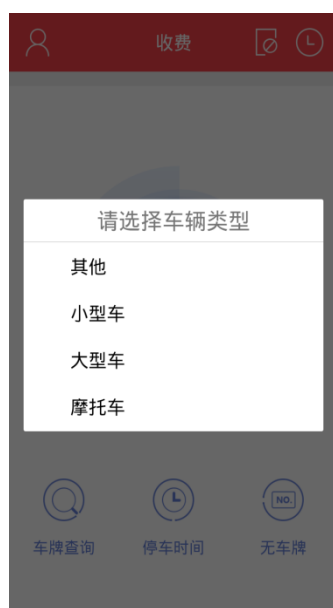 收费
请选择车辆类型
其他
小型车
大型车
摩托车
NO.
车牌查询
停车时间
无车牌